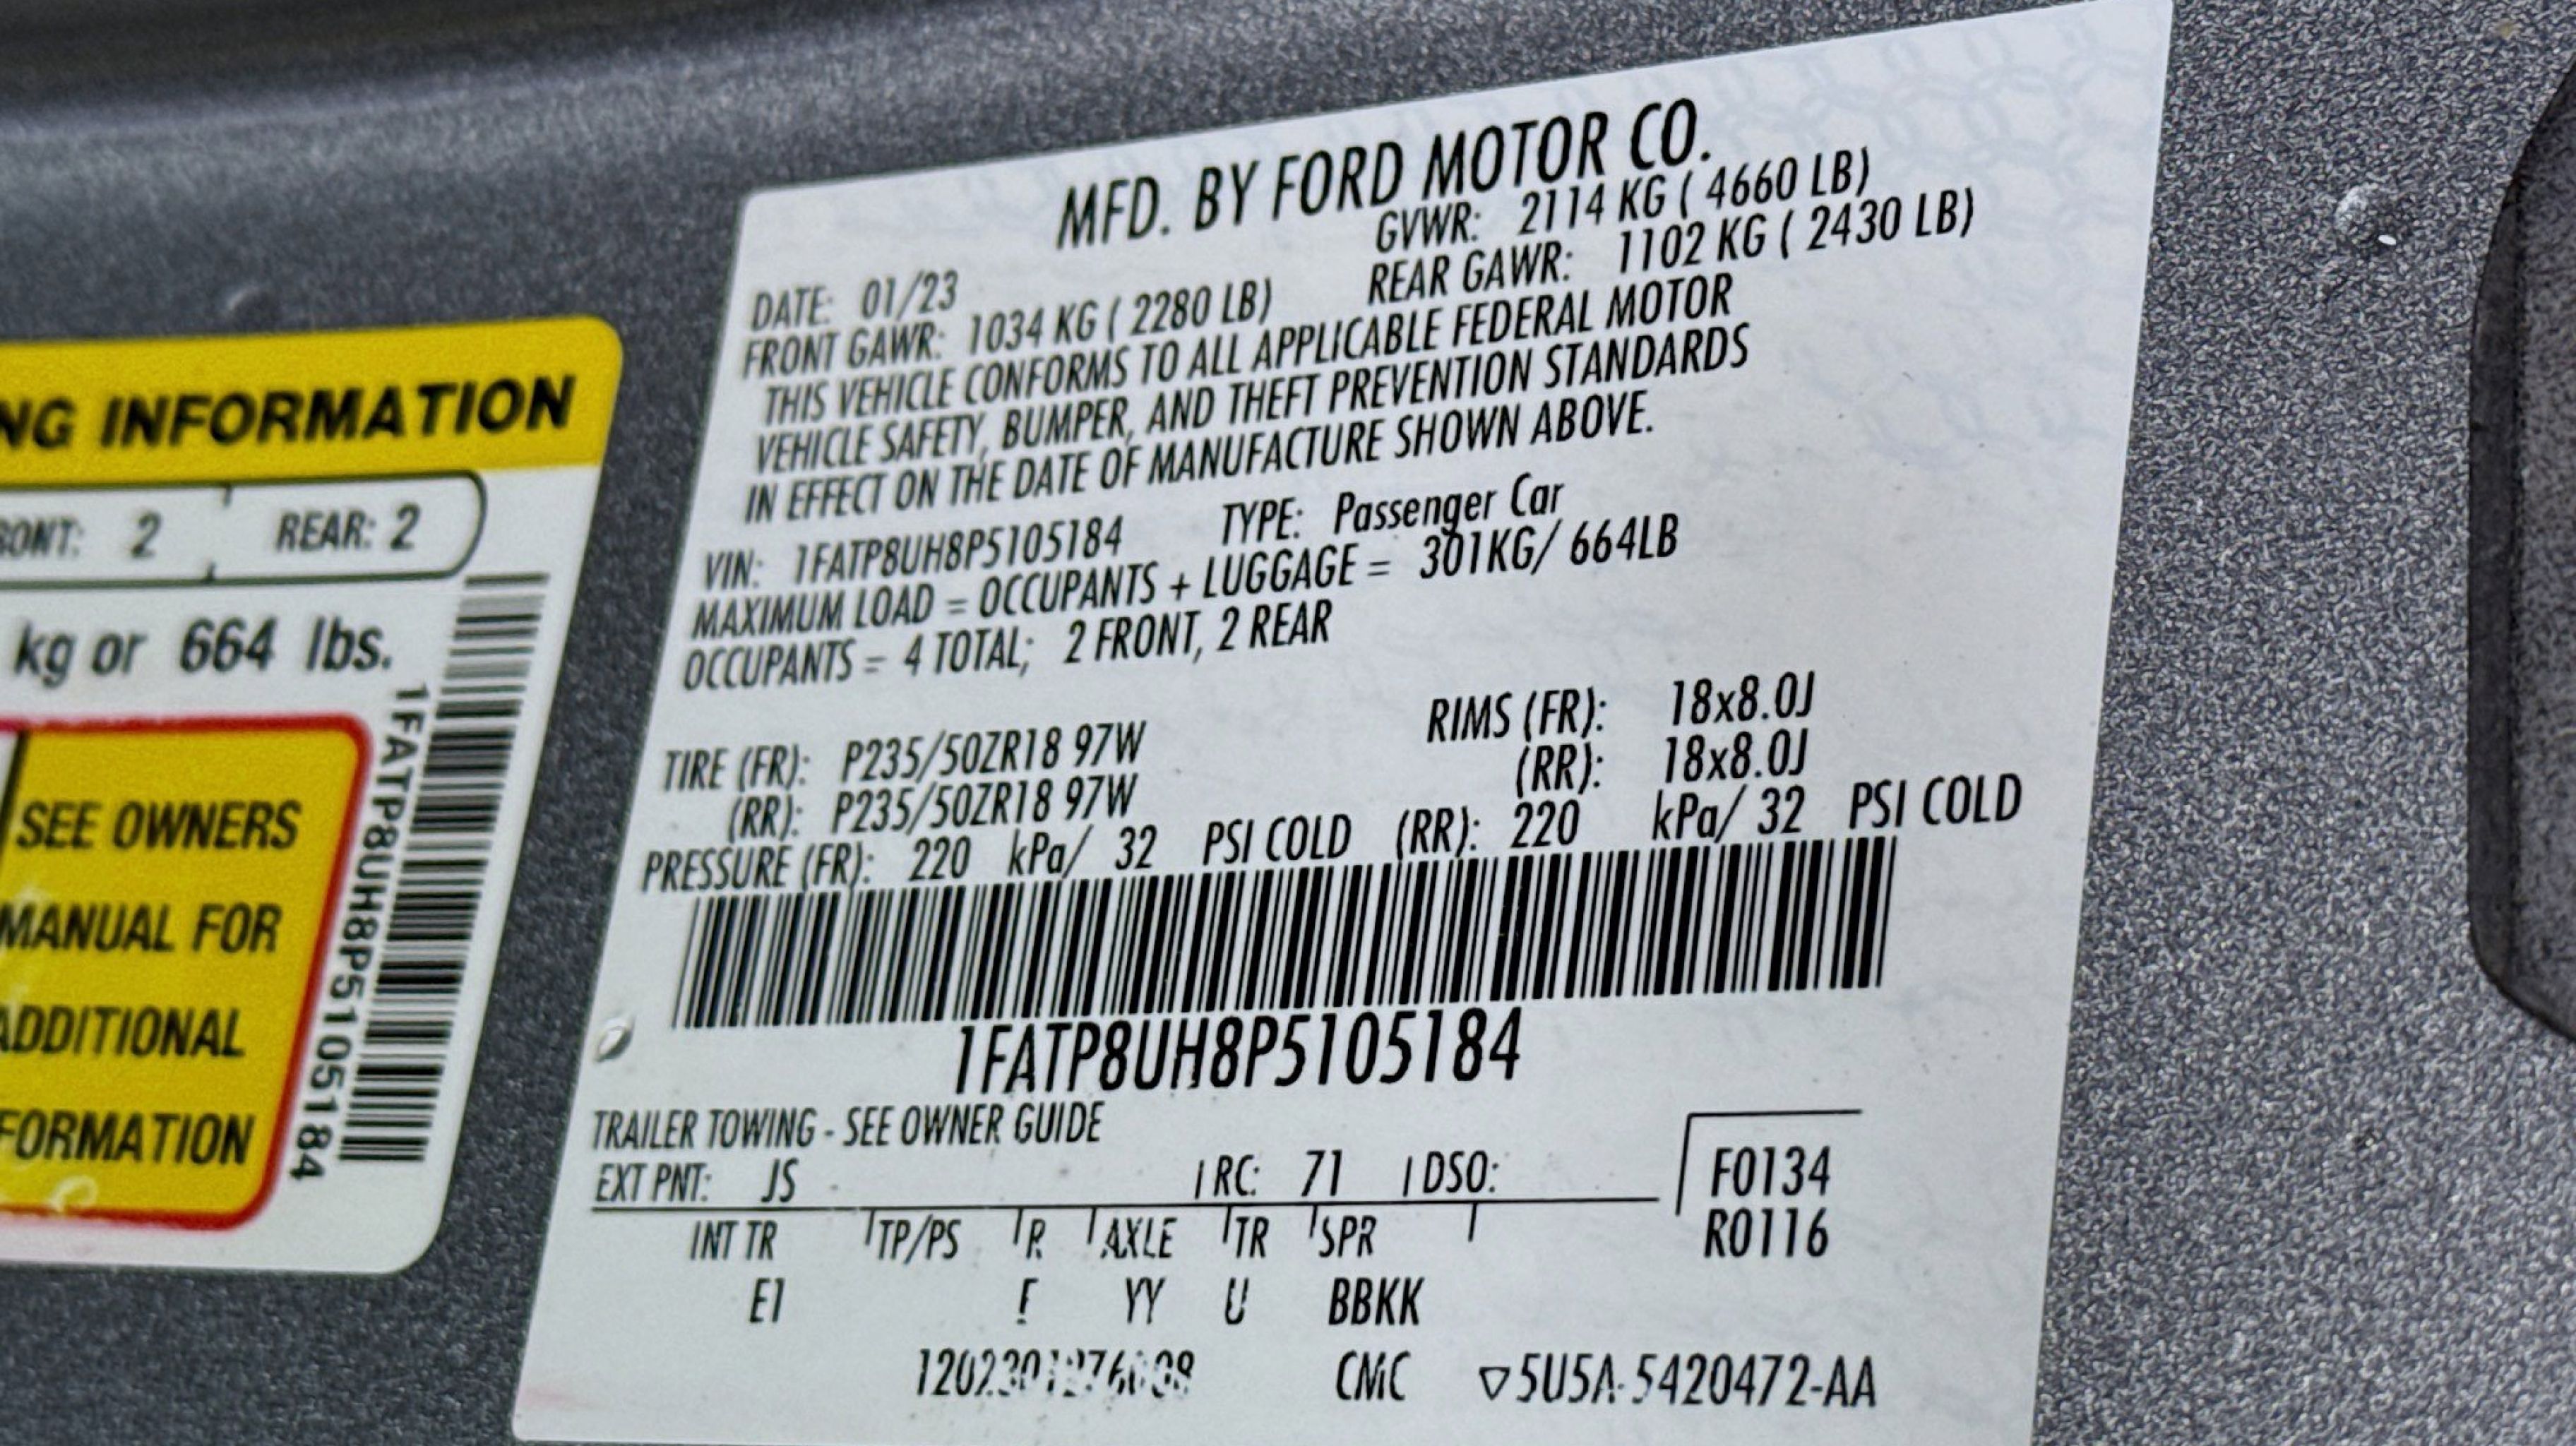 NG INFORMATION
FRONT: 2 REAR: 2
kg or 664 lbs.
SEE OWNERS
MANUAL FOR
ADDITIONAL
FORMATION
1FATP8UH8P5105184
MFD. BY FORD MOTOR CO.
DATE: 01/23 GVWR: 2114 KG ( 4660 LB)
FRONT GAWR: 1034 KG ( 2280 LB) REAR GAWR: 1102 KG ( 2430 LB)
THIS VEHICLE CONFORMS TO ALL APPLICABLE FEDERAL MOTOR
VEHICLE SAFETY, BUMPER, AND THEFT PREVENTION STANDARDS
IN EFFECT ON THE DATE OF MANUFACTURE SHOWN ABOVE.
VIN: 1FATP8UH8P5105184 TYPE: Passenger Car
MAXIMUM LOAD = OCCUPANTS + LUGGAGE = 301KG/ 664LB
OCCUPANTS = 4 TOTAL; 2 FRONT, 2 REAR
TIRE (FR): P235/50ZR18 97W RIMS (FR): 18x8.0J
(RR): P235/50ZR18 97W (RR): 18x8.0J
PRESSURE (FR): 220 kPa/ 32 PSI COLD (RR): 220 kPa/ 32 PSI COLD
1FATP8UH8P5105184
TRAILER TOWING - SEE OWNER GUIDE
EXT PNT: JS RC: 71 DSO: F0134
INT TR TP/PS R AXLE TR SPR R0116
E1 YY U BBKK
CMC 5U5A-5420472-AA